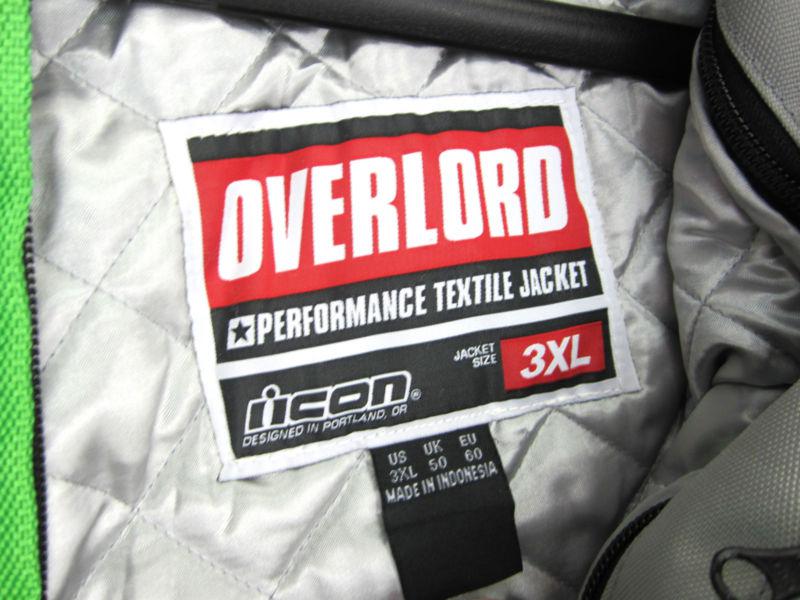 OVERLORD
PERFORMANCE TEXTILE JACKET
JACKET
SIZE
3XL
icon®
DESIGNED IN PORTLAND, OR
US UK EU
3XL 50 60
MADE IN INDONESIA